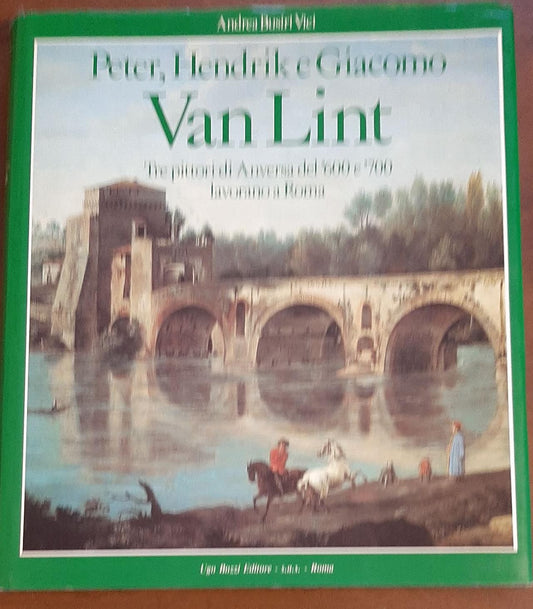 Andrea Busiri Vici
Peter, Hendrik e Giacomo
Van Lint
Tre pittori di Anversa del '600 e '700
lavorano a Roma
Ugo Bozzi Editore : s.r.l. : Roma